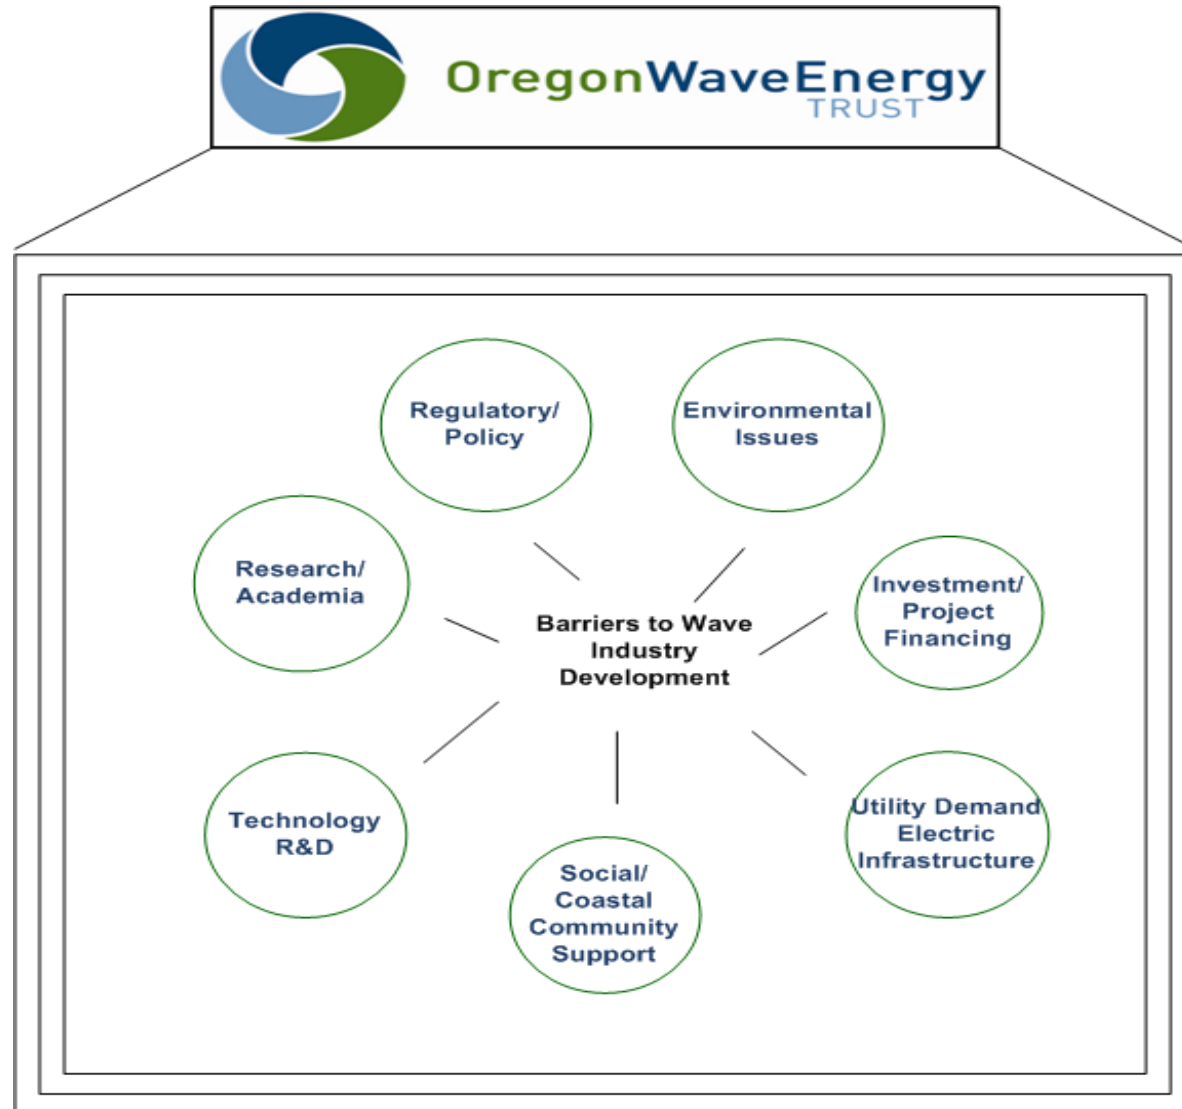 OregonWaveEnergy
TRUST
Regulatory/
Policy
Environmental
Issues
Research/
Academia
Investment/
Project
Financing
Barriers to Wave
Industry
Development
Technology
R&D
Utility Demand
Electric
Infrastructure
Social/
Coastal
Community
Support